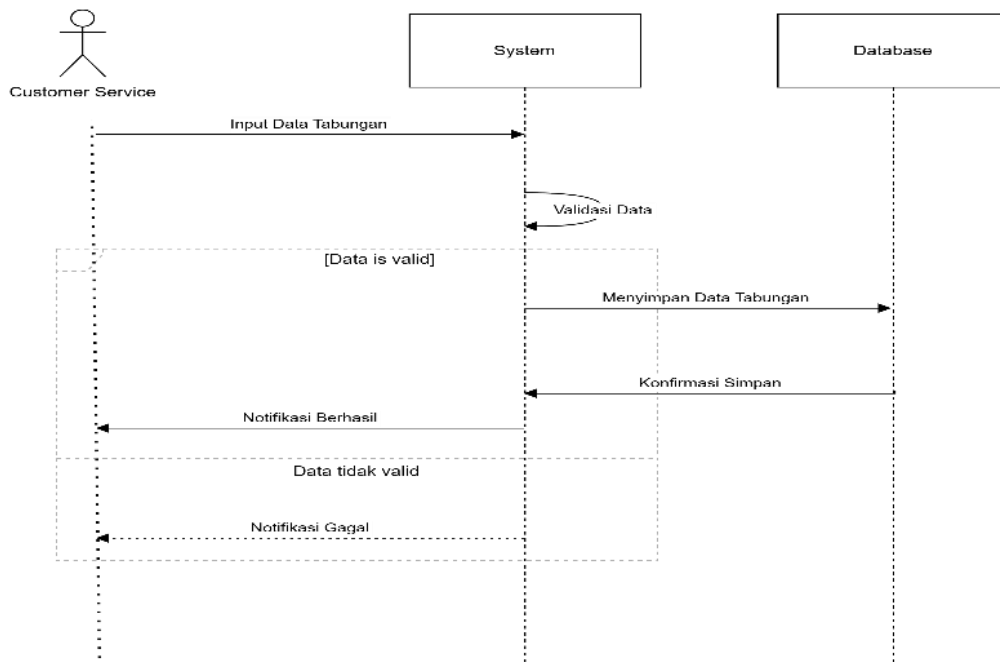 System
Database
Customer Service
Input Data Tabungan
Validasi Data
[Data is valid]
Menyimpan Data Tabungan
Konfirmasi Simpan
Notifikasi Berhasil
Data tidak valid
Notifikasi Gagal